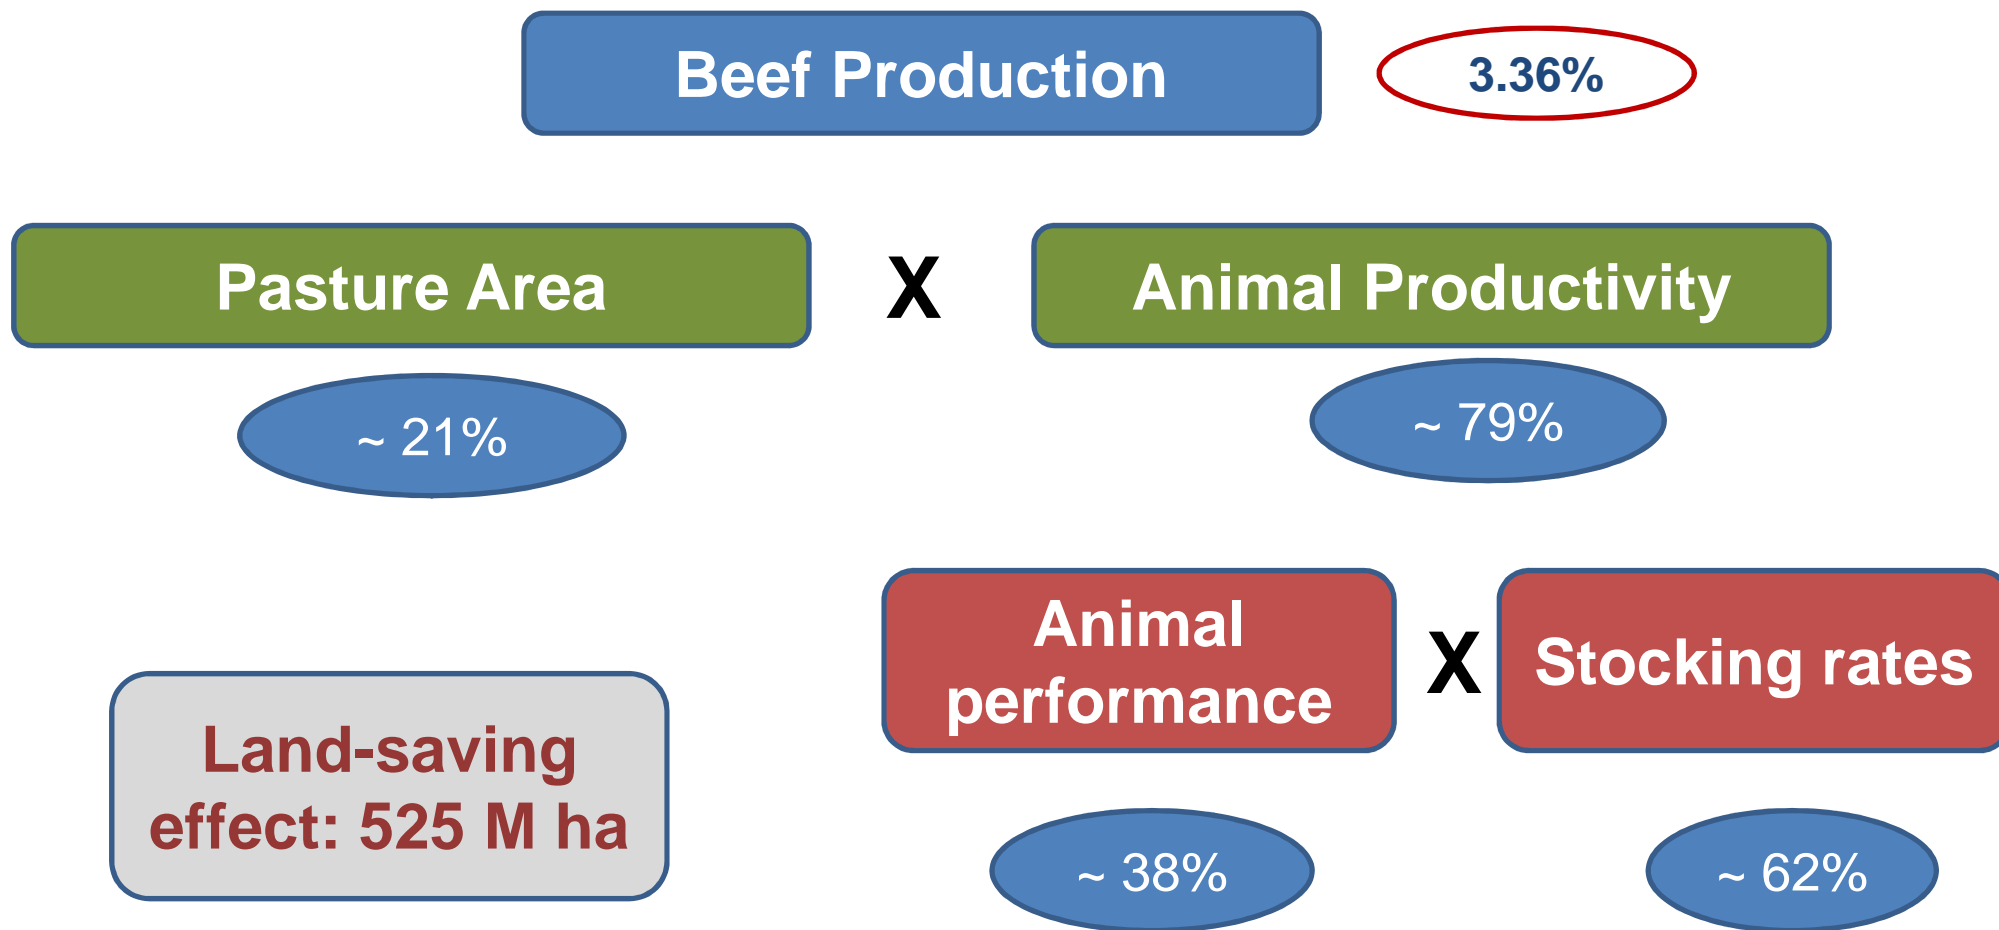 Beef Production
3.36%
Pasture Area
X
Animal Productivity
~ 21%
~ 79%
Animal
performance
X
Stocking rates
Land-saving
effect: 525 M ha
~ 38%
~ 62%